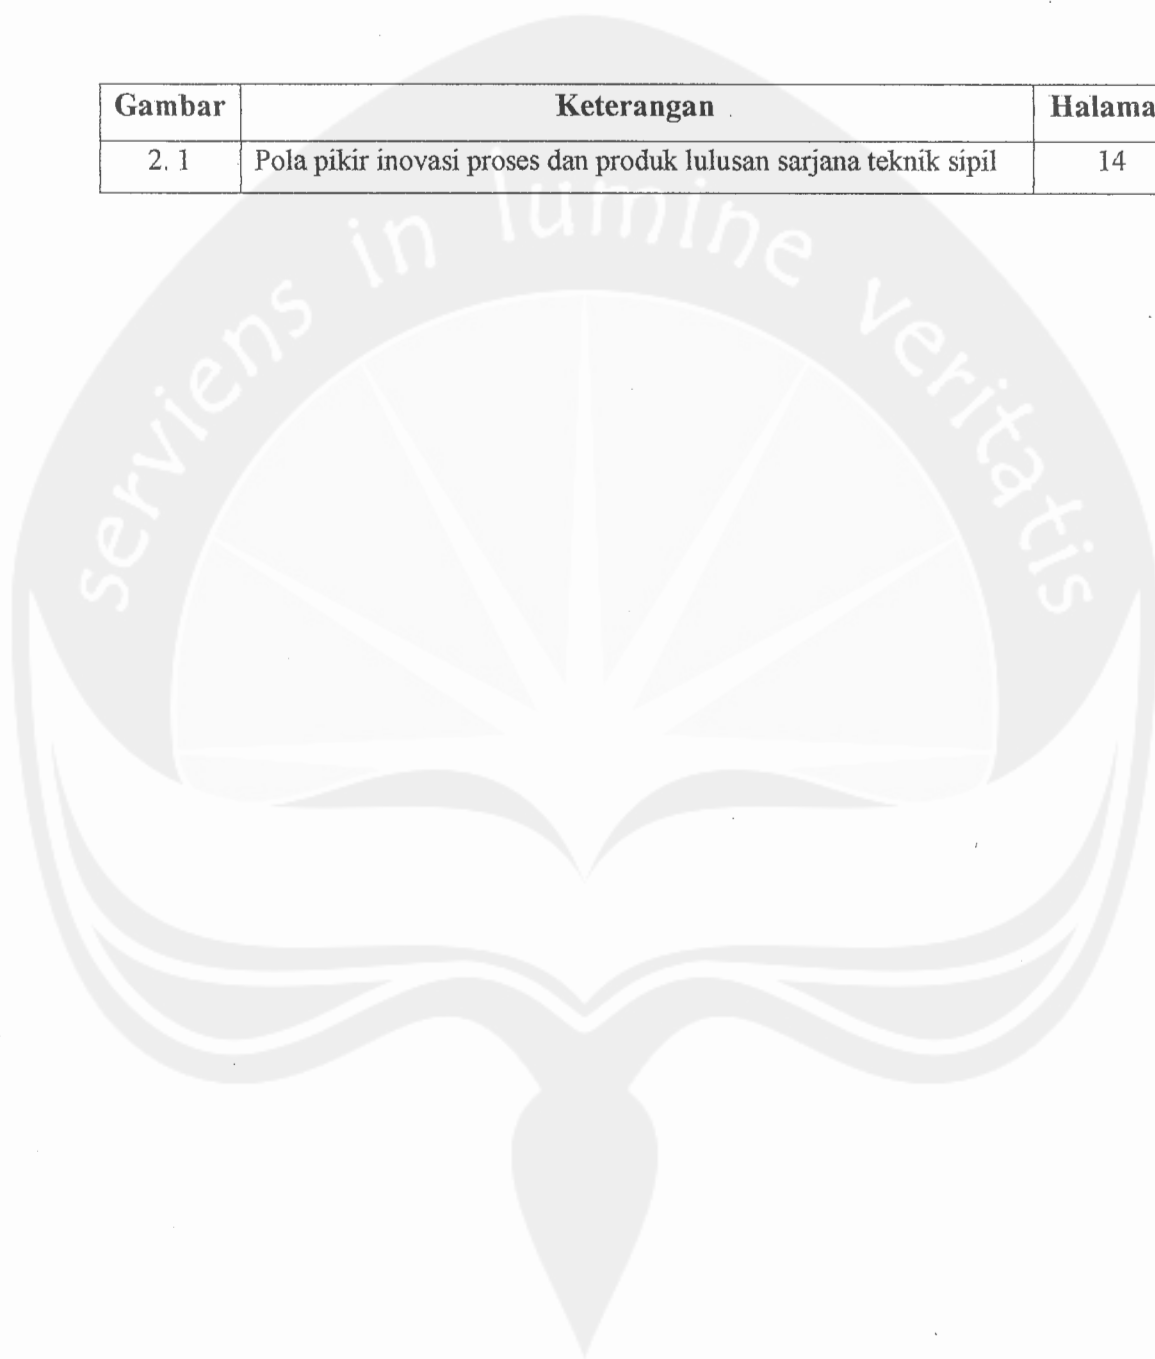 Gambar Keterangan Halama
2. 1 Pola pikir inovasi proses dan produk lulusan sarjana teknik sipil 14
serviens in lumine veritatis